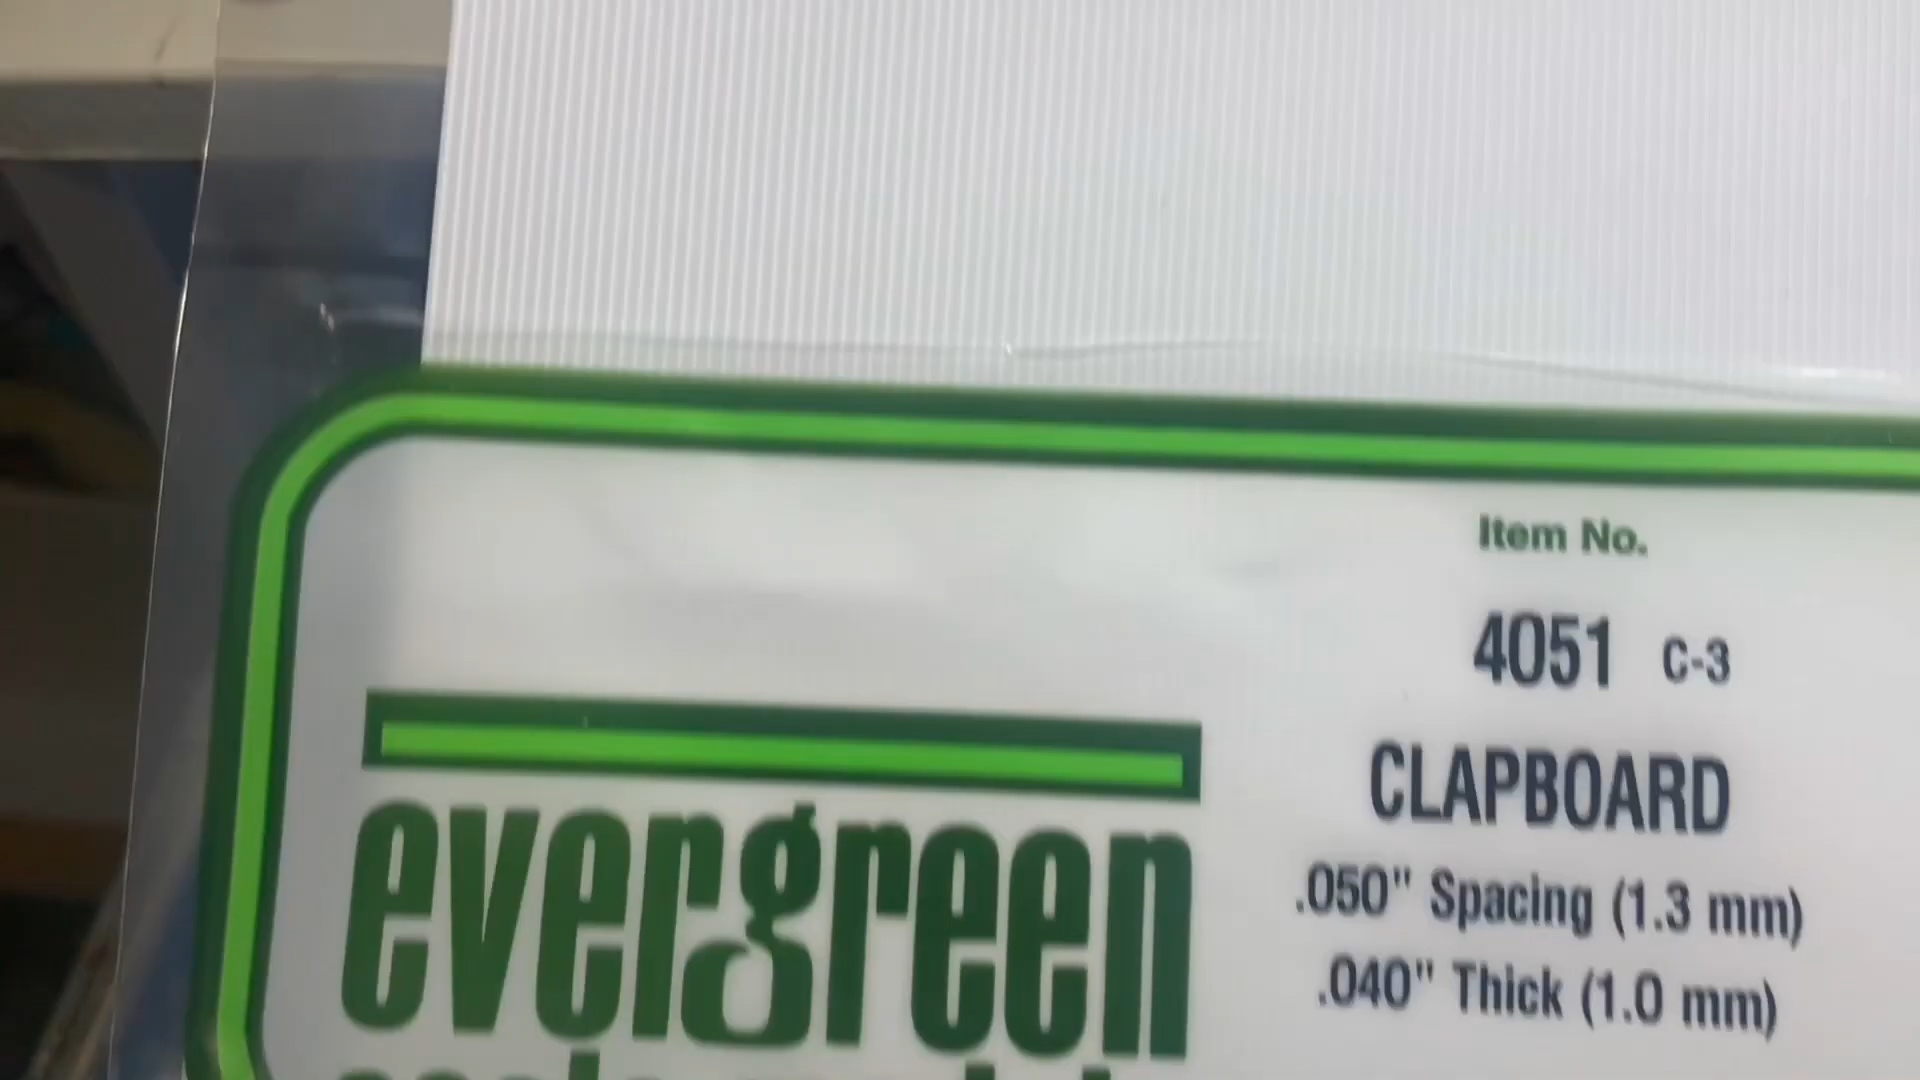 Item No.
4051 C-3
CLAPBOARD
.050" Spacing (1.3 mm)
.040" Thick (1.0 mm)
evergreen